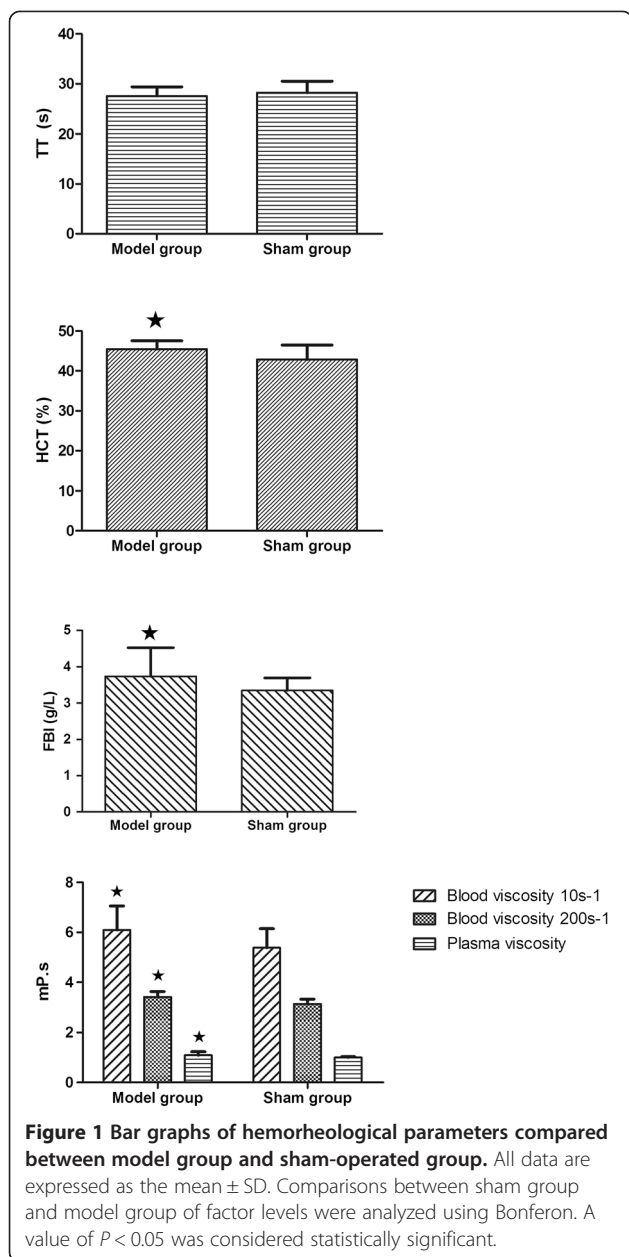 40
30
20
10
0
TT (s)
Model group
Sham group
★
50
40
30
20
10
0
HCT (%)
Model group
Sham group
★
5
4
3
2
1
0
FBI (g/L)
Model group
Sham group
8
6
4
2
0
mP.s
★
★
★
Model group
Sham group
Blood viscosity 10s-1
Blood viscosity 200s-1
Plasma viscosity
Figure 1 Bar graphs of hemorheological parameters compared
between model group and sham-operated group. All data are
expressed as the mean ± SD. Comparisons between sham group
and model group of factor levels were analyzed using Bonferon. A
value of P < 0.05 was considered statistically significant.